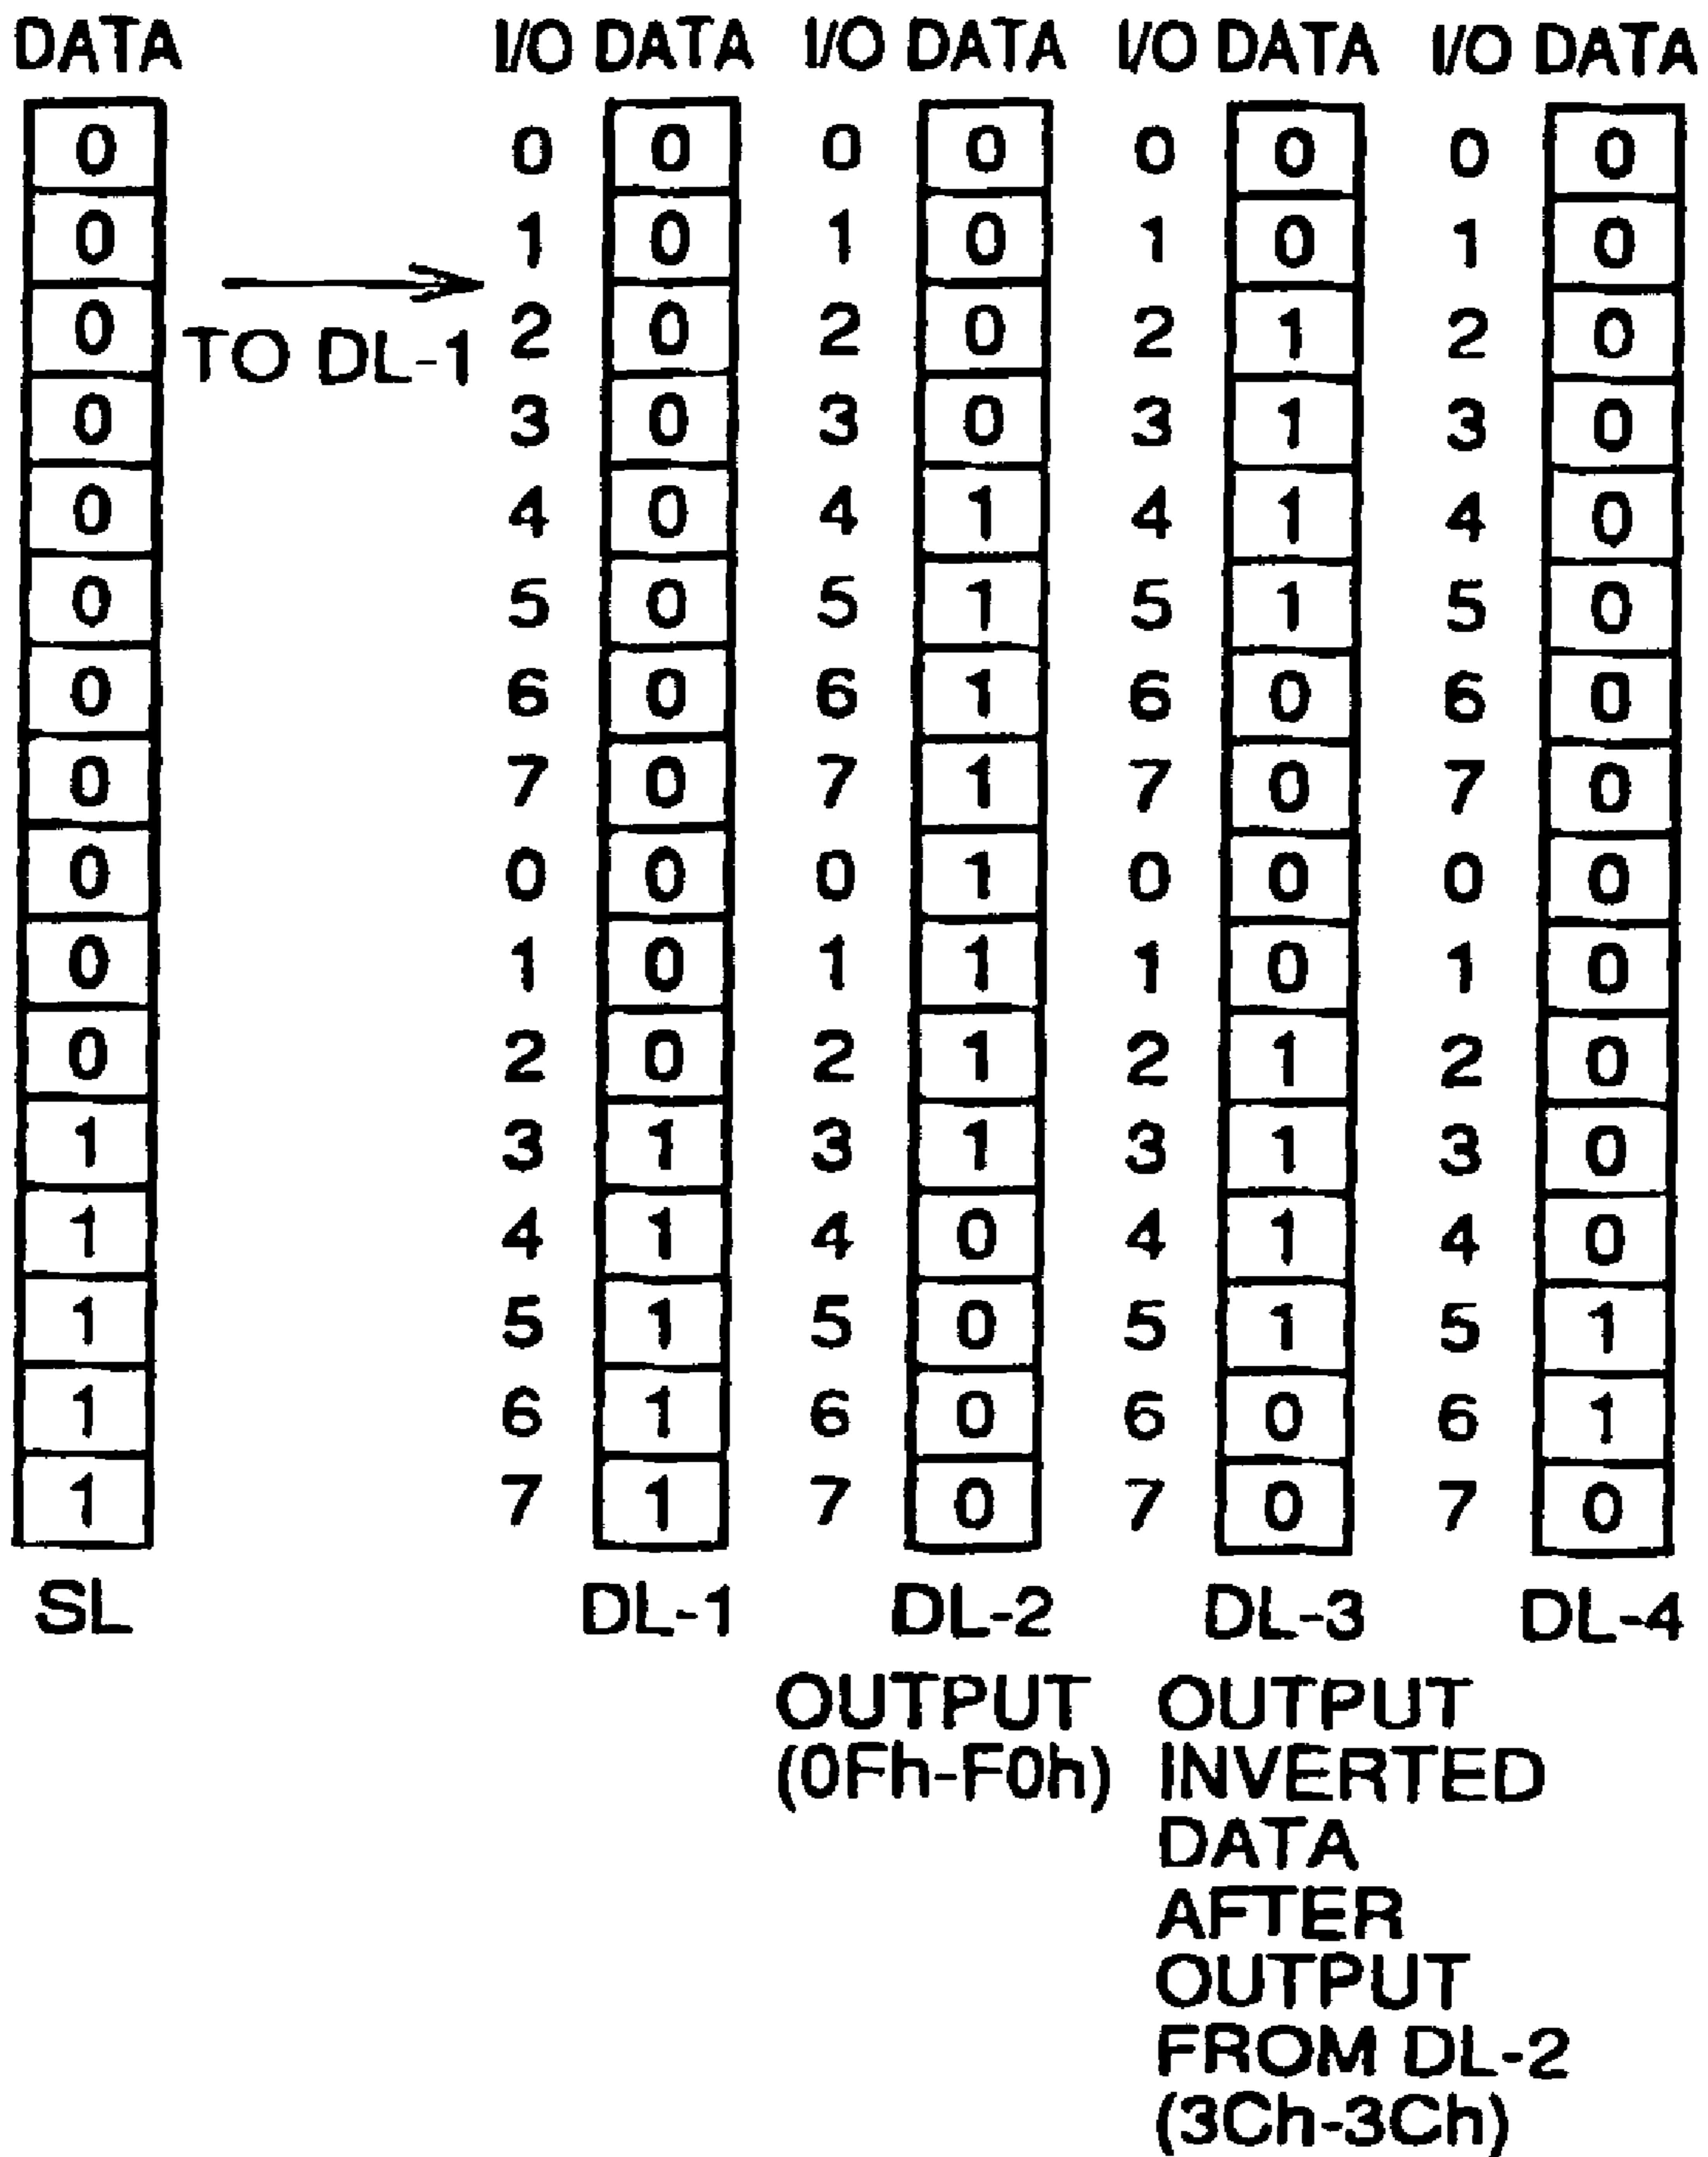 DATA I/O DATA I/O DATA I/O DATA I/O DATA
0 0 0 0 0 0 0 0 0
0 1 0 1 0 1 0 1 0
0 2 0 2 0 2 1 2 0
TO DL-1
0 3 0 3 0 3 1 3 0
0 4 0 4 1 4 1 4 0
0 5 0 5 1 5 1 5 0
0 6 0 6 1 6 0 6 0
0 7 0 7 1 7 0 7 0
0 0 0 0 1 0 0 0 0
0 1 0 1 1 1 0 1 0
0 2 0 2 1 2 1 2 0
1 3 1 3 1 3 1 3 0
1 4 1 4 0 4 1 4 0
1 5 1 5 0 5 1 5 1
1 6 1 6 0 6 0 6 1
1 7 1 7 0 7 0 7 0
SL DL-1 DL-2 DL-3 DL-4
OUTPUT
(0Fh-F0h)
OUTPUT
INVERTED
DATA
AFTER
OUTPUT
FROM DL-2
(3Ch-3Ch)